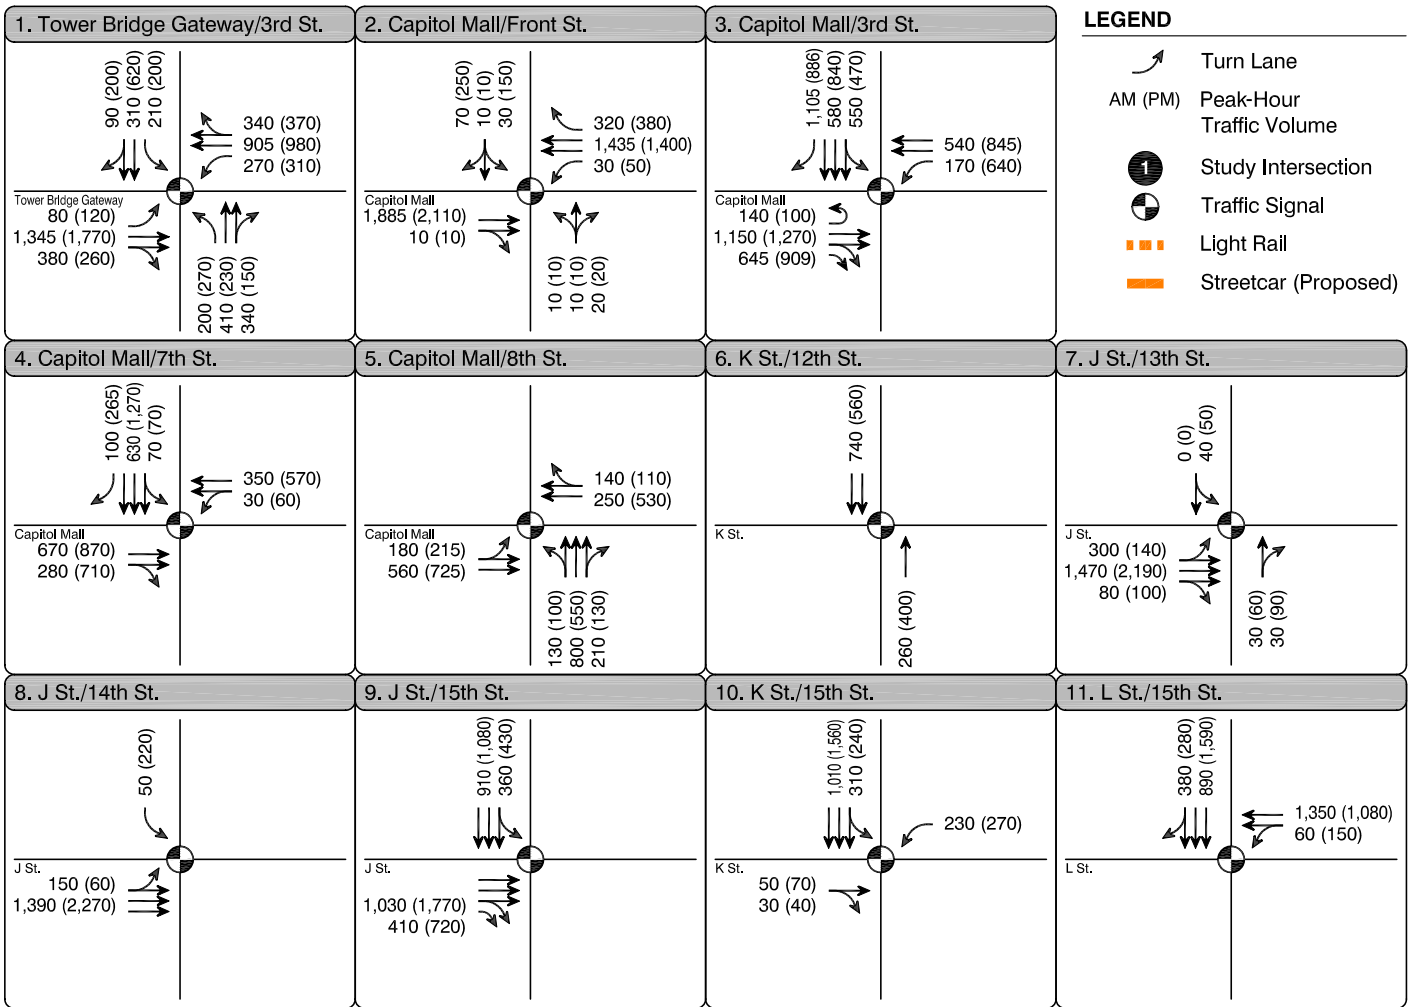 1. Tower Bridge Gateway/3rd St.
90 (200)
310 (620)
210 (200)
340 (370)
905 (980)
270 (310)
Tower Bridge Gateway
80 (120)
1,345 (1,770)
380 (260)
200 (270)
410 (230)
340 (150)
2. Capitol Mall/Front St.
70 (250)
10 (10)
30 (150)
320 (380)
1,435 (1,400)
30 (50)
Capitol Mall
1,885 (2,110)
10 (10)
10 (10)
10 (10)
20 (20)
3. Capitol Mall/3rd St.
1,105 (886)
580 (840)
550 (470)
540 (845)
170 (640)
Capitol Mall
140 (100)
1,150 (1,270)
645 (909)
LEGEND
Turn Lane
AM (PM) Peak-Hour
Traffic Volume
1 Study Intersection
Traffic Signal
Light Rail
Streetcar (Proposed)
4. Capitol Mall/7th St.
100 (265)
630 (1,270)
70 (70)
350 (570)
30 (60)
Capitol Mall
670 (870)
280 (710)
5. Capitol Mall/8th St.
140 (110)
250 (530)
Capitol Mall
180 (215)
560 (725)
130 (100)
800 (550)
210 (130)
6. K St./12th St.
740 (560)
K St.
260 (400)
7. J St./13th St.
0 (0)
40 (50)
J St.
300 (140)
1,470 (2,190)
80 (100)
30 (60)
30 (90)
8. J St./14th St.
50 (220)
J St.
150 (60)
1,390 (2,270)
9. J St./15th St.
910 (1,080)
360 (430)
J St.
1,030 (1,770)
410 (720)
10. K St./15th St.
1,010 (1,560)
310 (240)
230 (270)
K St.
50 (70)
30 (40)
11. L St./15th St.
380 (280)
890 (1,590)
1,350 (1,080)
60 (150)
L St.